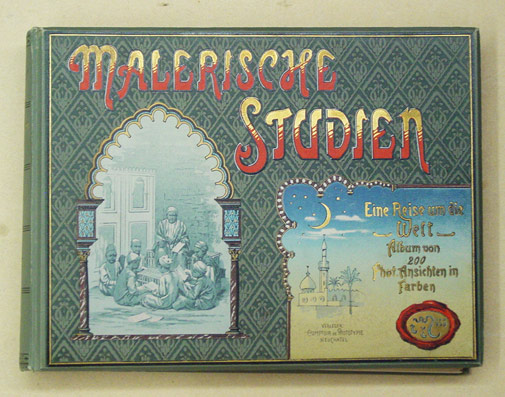 MALERISCHE
STUDIEN
Eine Reise um die
Welt
Album von
200
Phot. Ansichten in
Farben